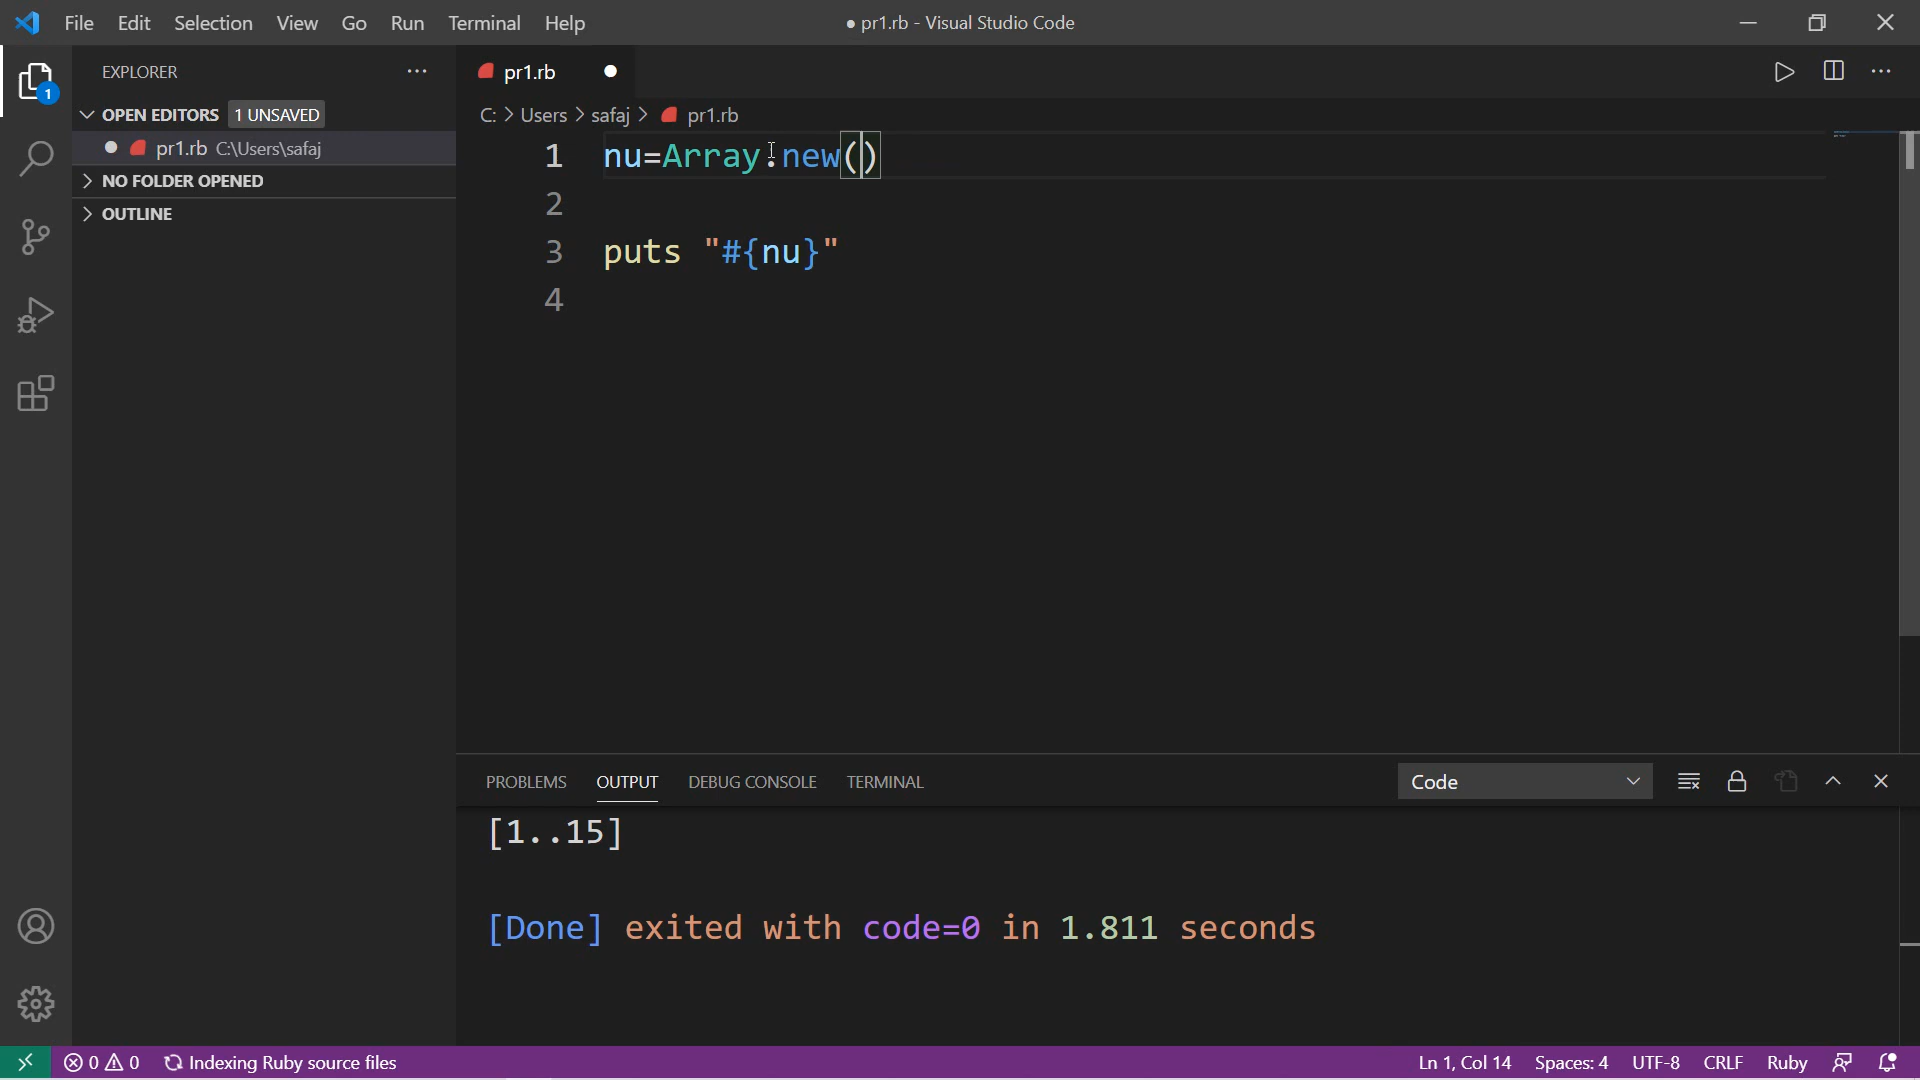 File Edit Selection View Go Run Terminal Help
● pr1.rb - Visual Studio Code
EXPLORER
OPEN EDITORS 1 UNSAVED
pr1.rb C:\Users\safaj
NO FOLDER OPENED
OUTLINE
1
pr1.rb
C: > Users > safaj > pr1.rb
1 nu=Array.new()
2
3 puts "#{nu}"
4
PROBLEMS OUTPUT DEBUG CONSOLE TERMINAL
Code
[1..15]
[Done] exited with code=0 in 1.811 seconds
0 0 Indexing Ruby source files
Ln 1, Col 14 Spaces: 4 UTF-8 CRLF Ruby